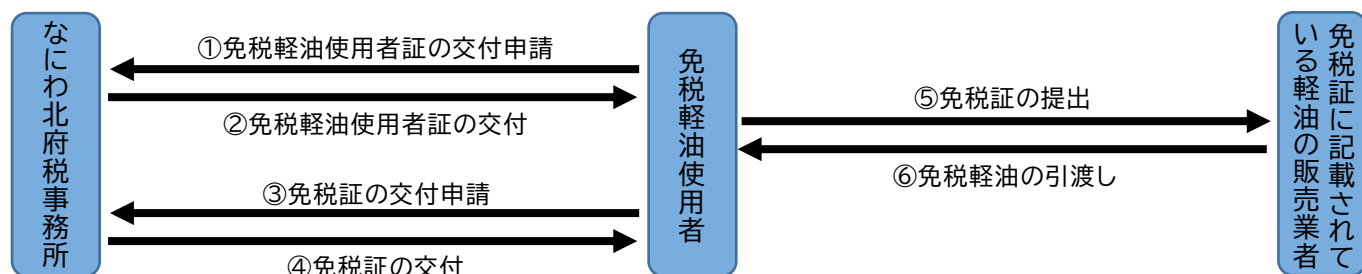 なにわ北府税事務所
①免税軽油使用者証の交付申請
②免税軽油使用者証の交付
③免税証の交付申請
④免税証の交付
免税軽油使用者
⑤免税証の提出
⑥免税軽油の引渡し
免税証に記載されて
いる軽油の販売業者